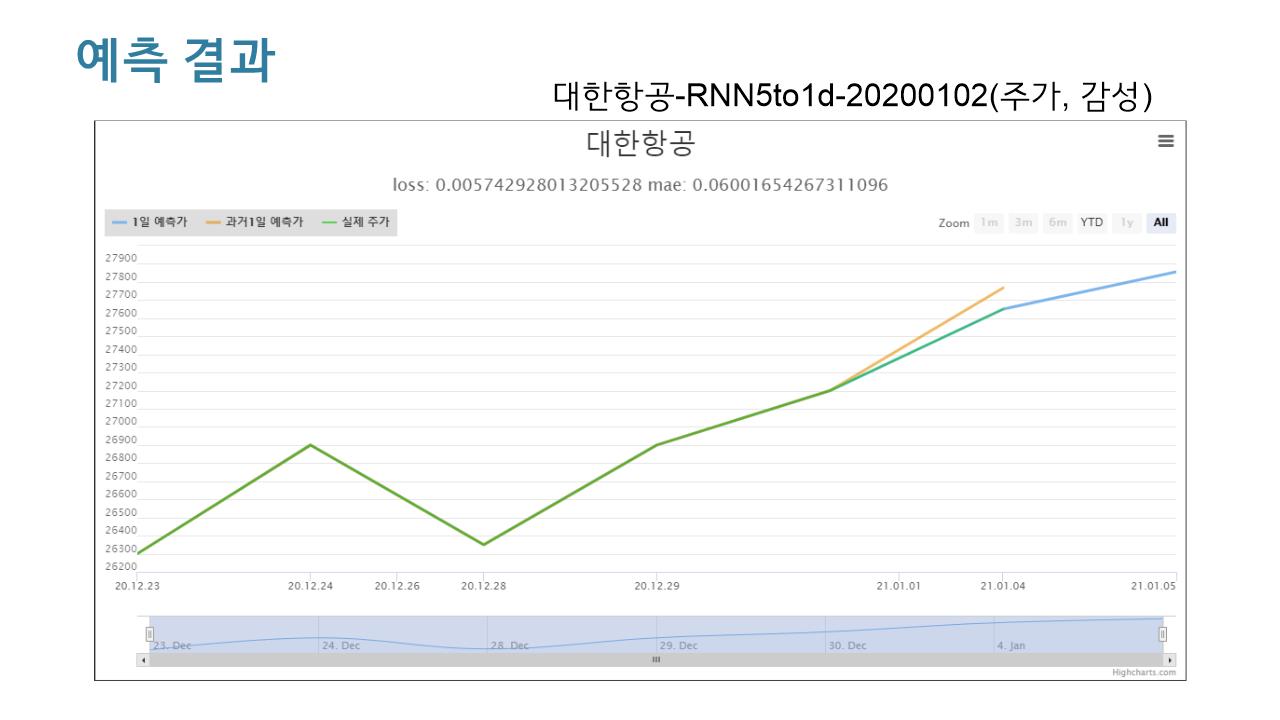 예측 결과
대한항공-RNN5to1d-20200102(주가, 감성)
대한항공
loss: 0.005742928013205528 mae: 0.06001654267311096
1일 예측가 과거1일 예측가 실제 주가
Zoom 1m 3m 6m YTD 1y All
27900
27800
27700
27600
27500
27400
27300
27200
27100
27000
26900
26800
26700
26600
26500
26400
26300
26200
20.12.23 20.12.24 20.12.26 20.12.28 20.12.29 21.01.01 21.01.04 21.01.05
23. Dec 24. Dec 28. Dec 29. Dec 30. Dec 4. Jan
Highcharts.com